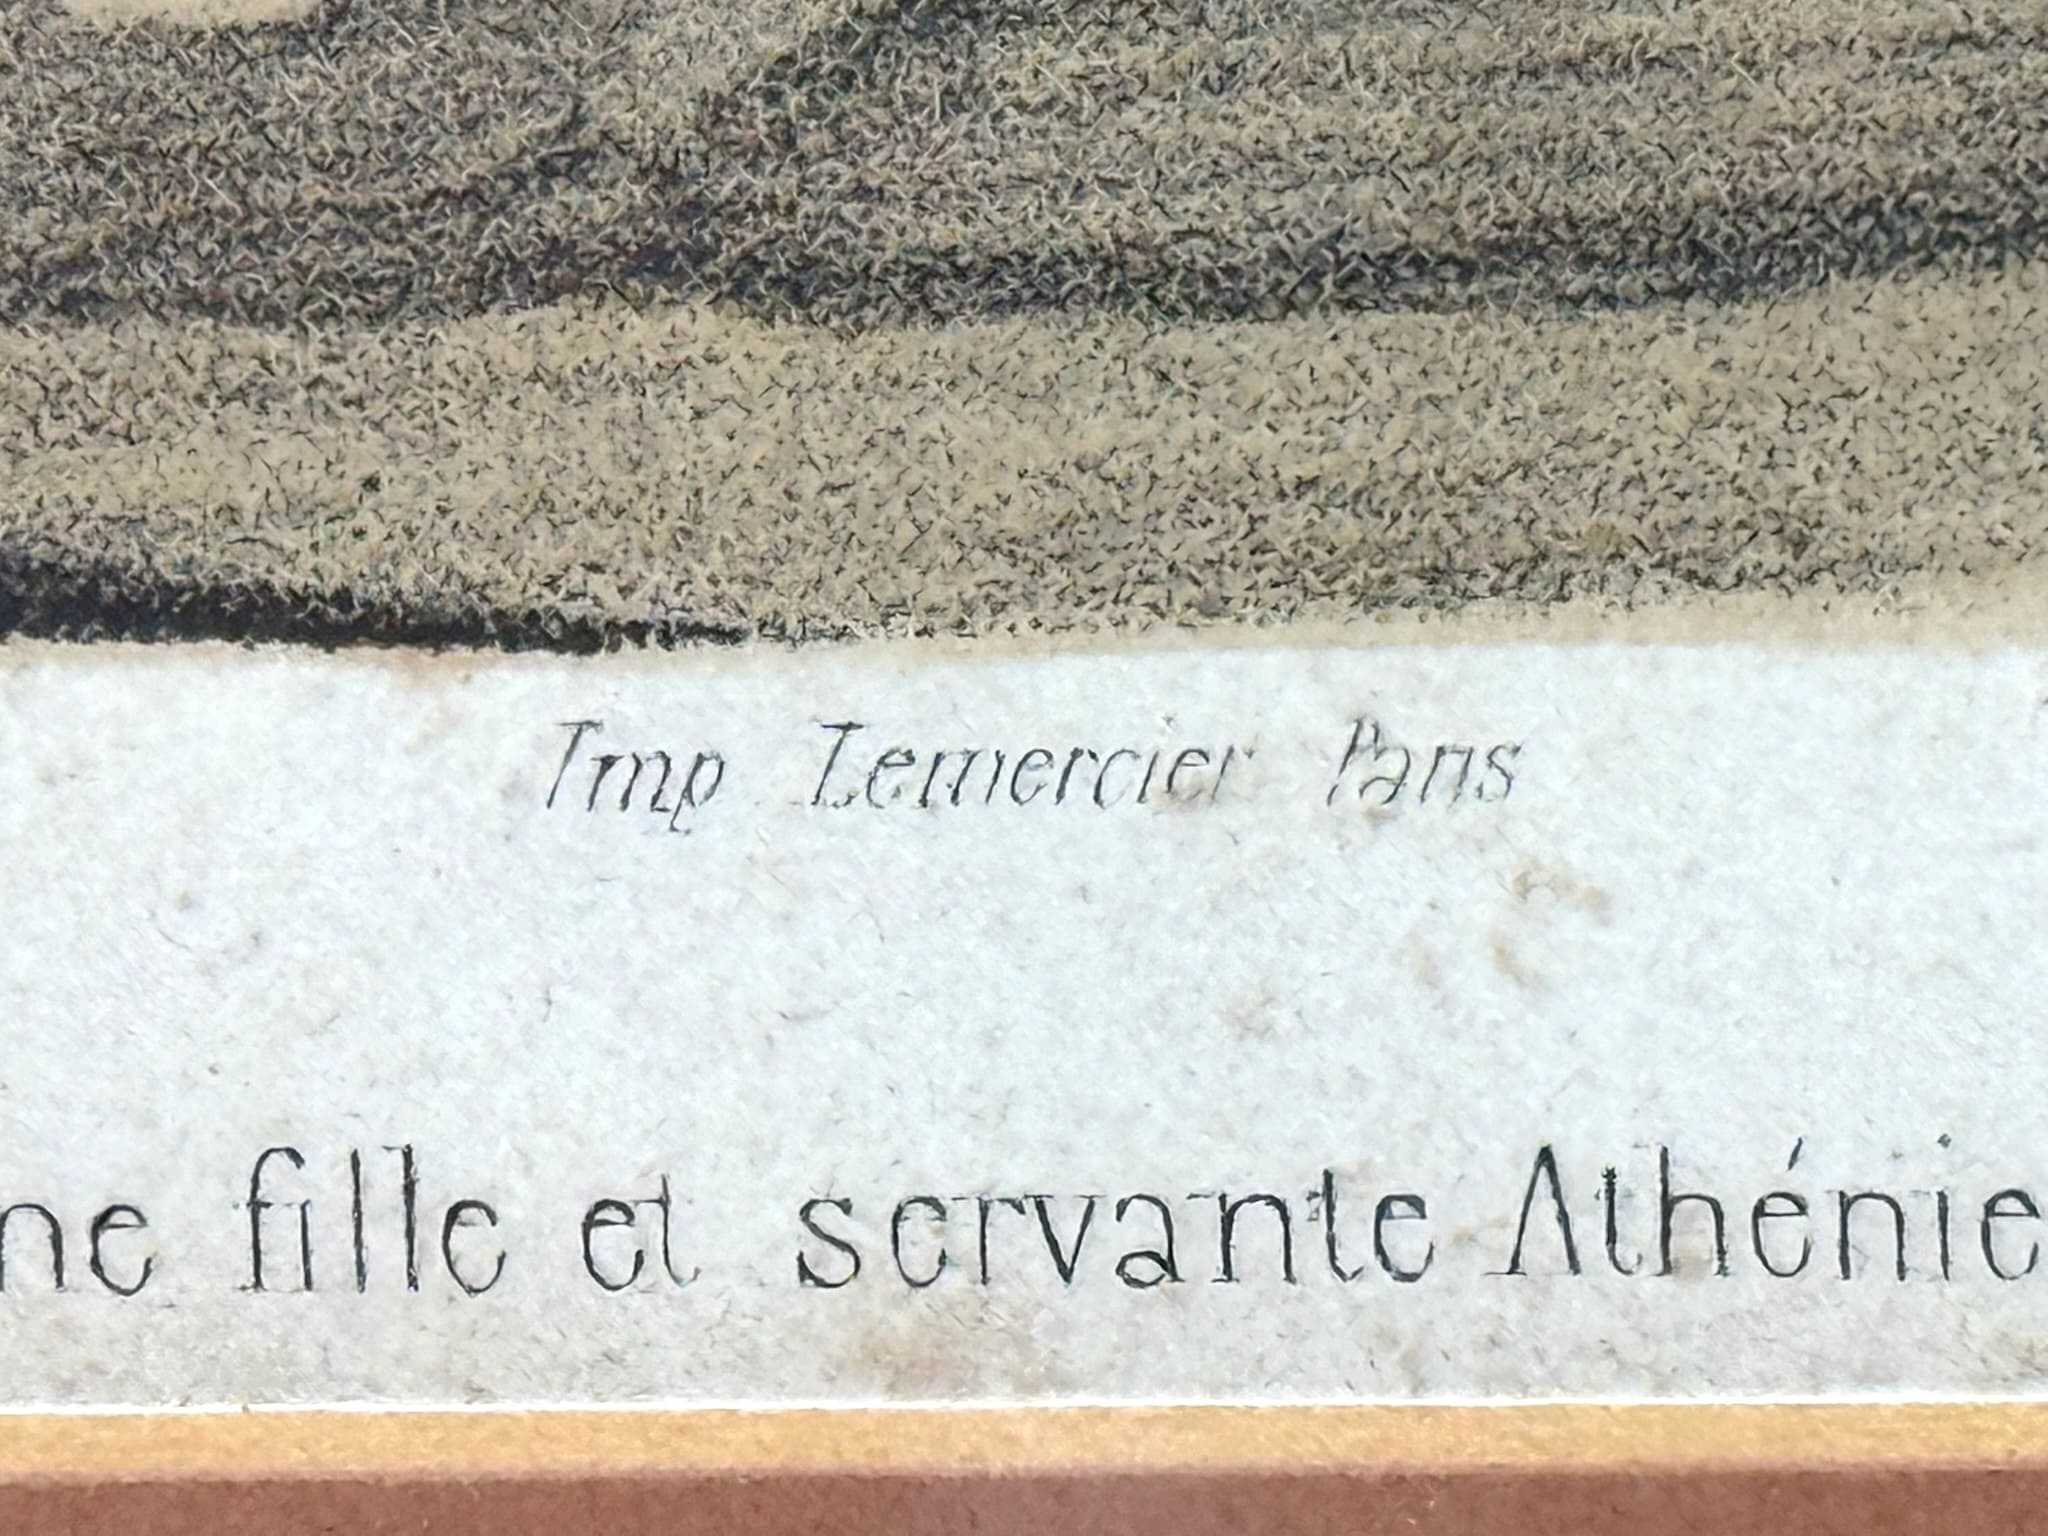 Imp Lemercier Paris
ne fille et servante Athénie